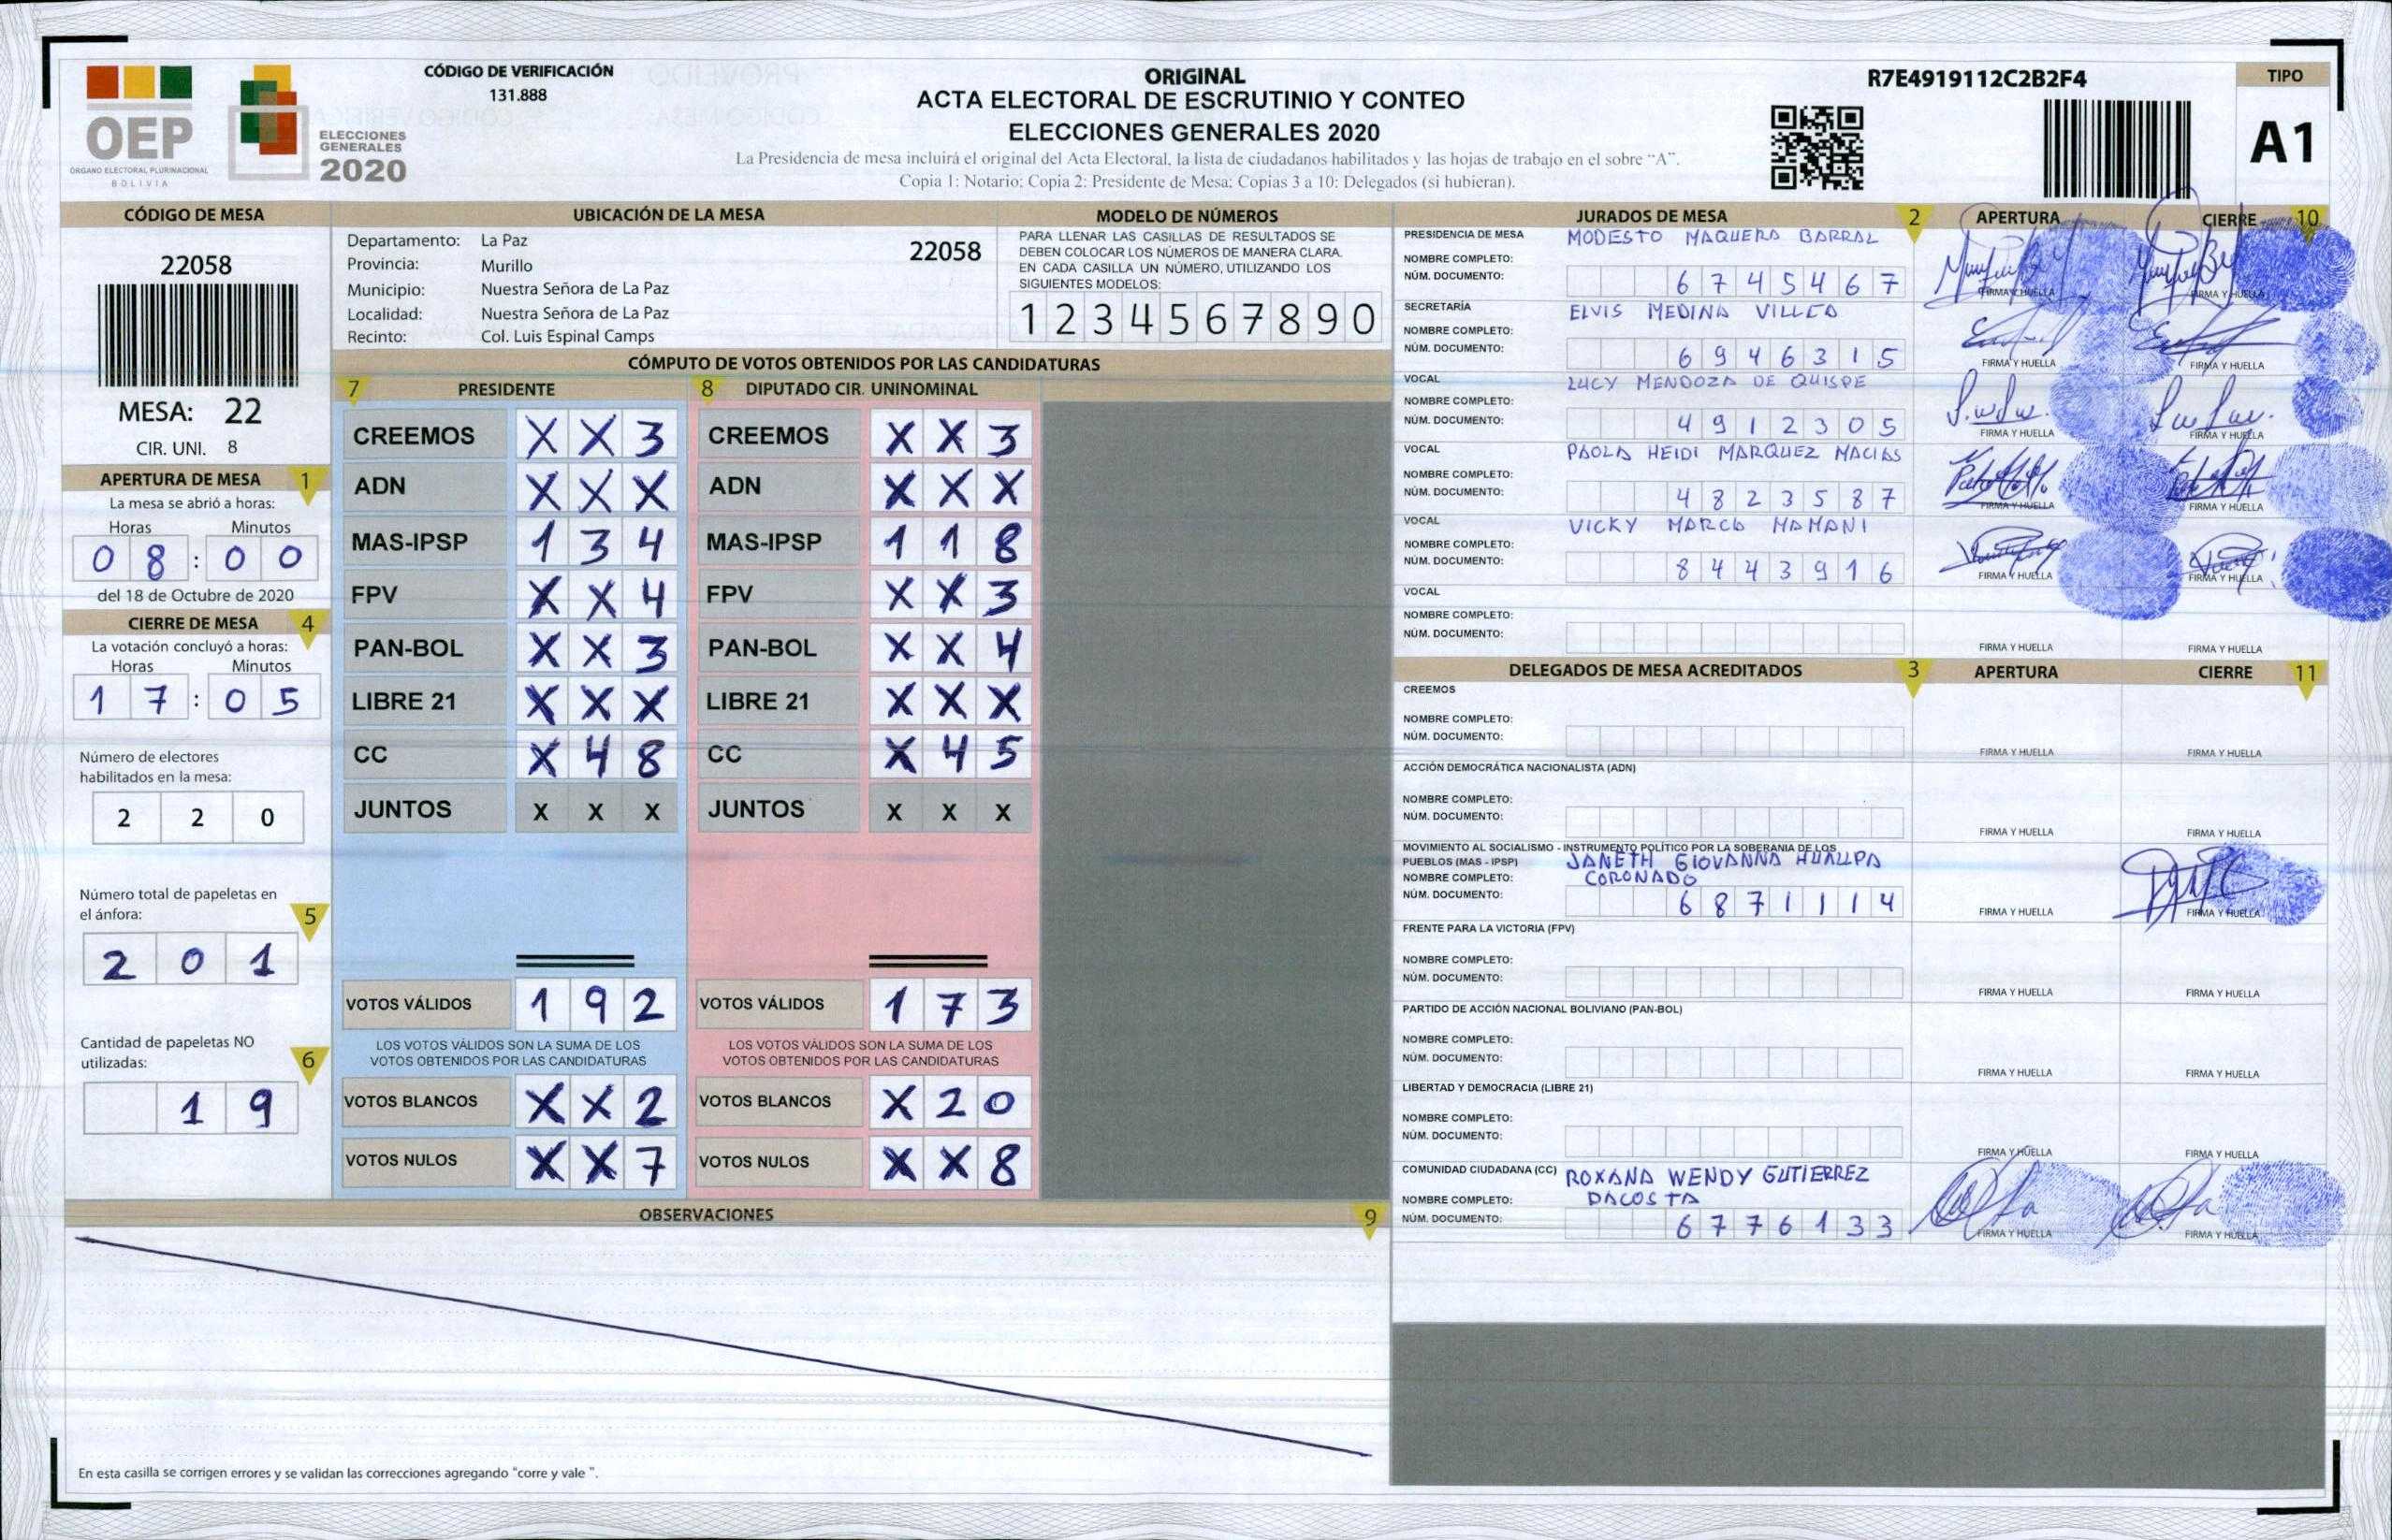 OEP
ÓRGANO ELECTORAL PLURINACIONAL
BOLIVIA
ELECCIONES
GENERALES
2020
CÓDIGO DE VERIFICACIÓN
131.888
ORIGINAL
ACTA ELECTORAL DE ESCRUTINIO Y CONTEO
ELECCIONES GENERALES 2020
La Presidencia de mesa incluirá el original del Acta Electoral, la lista de ciudadanos habilitados y las hojas de trabajo en el sobre "A".
Copia 1: Notario; Copia 2: Presidente de Mesa; Copias 3 a 10: Delegados (si hubieran).
R7E4919112C2B2F4
TIPO
A1
CÓDIGO DE MESA
22058
MESA: 22
CIR. UNI. 8
APERTURA DE MESA 1
La mesa se abrió a horas:
Horas Minutos
0 8 : 0 0
del 18 de Octubre de 2020
CIERRE DE MESA 4
La votación concluyó a horas:
Horas Minutos
1 7 : 0 5
Número de electores
habilitados en la mesa:
2 2 0
Número total de papeletas en
el ánfora: 5
2 0 1
Cantidad de papeletas NO
utilizadas: 6
1 9
UBICACIÓN DE LA MESA
Departamento: La Paz 22058
Provincia: Murillo
Municipio: Nuestra Señora de La Paz
Localidad: Nuestra Señora de La Paz
Recinto: Col. Luis Espinal Camps
MODELO DE NÚMEROS
PARA LLENAR LAS CASILLAS DE RESULTADOS SE
DEBEN COLOCAR LOS NÚMEROS DE MANERA CLARA.
EN CADA CASILLA UN NÚMERO, UTILIZANDO LOS
SIGUIENTES MODELOS:
1 2 3 4 5 6 7 8 9 0
CÓMPUTO DE VOTOS OBTENIDOS POR LAS CANDIDATURAS
7 PRESIDENTE 8 DIPUTADO CIR. UNINOMINAL
CREEMOS X X 3 CREEMOS X X 3
ADN X X X ADN X X X
MAS-IPSP 1 3 4 MAS-IPSP 1 1 8
FPV X X 4 FPV X X 3
PAN-BOL X X 3 PAN-BOL X X 4
LIBRE 21 X X X LIBRE 21 X X X
CC X 4 8 CC X 4 5
JUNTOS X X X JUNTOS X X X
VOTOS VÁLIDOS 1 9 2 VOTOS VÁLIDOS 1 7 3
LOS VOTOS VÁLIDOS SON LA SUMA DE LOS LOS VOTOS VÁLIDOS SON LA SUMA DE LOS
VOTOS OBTENIDOS POR LAS CANDIDATURAS VOTOS OBTENIDOS POR LAS CANDIDATURAS
VOTOS BLANCOS X X 2 VOTOS BLANCOS X 2 0
VOTOS NULOS X X 7 VOTOS NULOS X X 8
OBSERVACIONES 9
En esta casilla se corrigen errores y se validan las correcciones agregando "corre y vale ".
JURADOS DE MESA 2 APERTURA CIERRE 10
PRESIDENCIA DE MESA MODESTO MAQUERA BARRAL
NOMBRE COMPLETO:
NÚM. DOCUMENTO: 6 7 4 5 4 6 7 FIRMA Y HUELLA FIRMA Y HUELLA
SECRETARÍA ELVIS MEDINA VILLCA
NOMBRE COMPLETO:
NÚM. DOCUMENTO: 6 9 4 6 3 1 5 FIRMA Y HUELLA FIRMA Y HUELLA
VOCAL LUCY MENDOZA DE QUISPE
NOMBRE COMPLETO:
NÚM. DOCUMENTO: 4 9 1 2 3 0 5 FIRMA Y HUELLA FIRMA Y HUELLA
VOCAL PAOLA HEIDI MARQUEZ MACIAS
NOMBRE COMPLETO:
NÚM. DOCUMENTO: 4 8 2 3 5 8 7 FIRMA Y HUELLA FIRMA Y HUELLA
VOCAL VICKY MARCA MAMANI
NOMBRE COMPLETO:
NÚM. DOCUMENTO: 8 4 4 3 9 1 6 FIRMA Y HUELLA FIRMA Y HUELLA
VOCAL
NOMBRE COMPLETO:
NÚM. DOCUMENTO: FIRMA Y HUELLA FIRMA Y HUELLA
DELEGADOS DE MESA ACREDITADOS 3 APERTURA CIERRE 11
CREEMOS
NOMBRE COMPLETO:
NÚM. DOCUMENTO: FIRMA Y HUELLA FIRMA Y HUELLA
ACCIÓN DEMOCRÁTICA NACIONALISTA (ADN)
NOMBRE COMPLETO:
NÚM. DOCUMENTO: FIRMA Y HUELLA FIRMA Y HUELLA
MOVIMIENTO AL SOCIALISMO - INSTRUMENTO POLÍTICO POR LA SOBERANIA DE LOS
PUEBLOS (MAS - IPSP) JANETH GIOVANNA HUALLPA
NOMBRE COMPLETO: CORONADO
NÚM. DOCUMENTO: 6 8 7 1 1 1 4 FIRMA Y HUELLA FIRMA Y HUELLA
FRENTE PARA LA VICTORIA (FPV)
NOMBRE COMPLETO:
NÚM. DOCUMENTO: FIRMA Y HUELLA FIRMA Y HUELLA
PARTIDO DE ACCIÓN NACIONAL BOLIVIANO (PAN-BOL)
NOMBRE COMPLETO:
NÚM. DOCUMENTO: FIRMA Y HUELLA FIRMA Y HUELLA
LIBERTAD Y DEMOCRACIA (LIBRE 21)
NOMBRE COMPLETO:
NÚM. DOCUMENTO: FIRMA Y HUELLA FIRMA Y HUELLA
COMUNIDAD CIUDADANA (CC) ROXANA WENDY GUTIERREZ
NOMBRE COMPLETO: DACOSTA
NÚM. DOCUMENTO: 6 7 7 6 1 3 3 FIRMA Y HUELLA FIRMA Y HUELLA